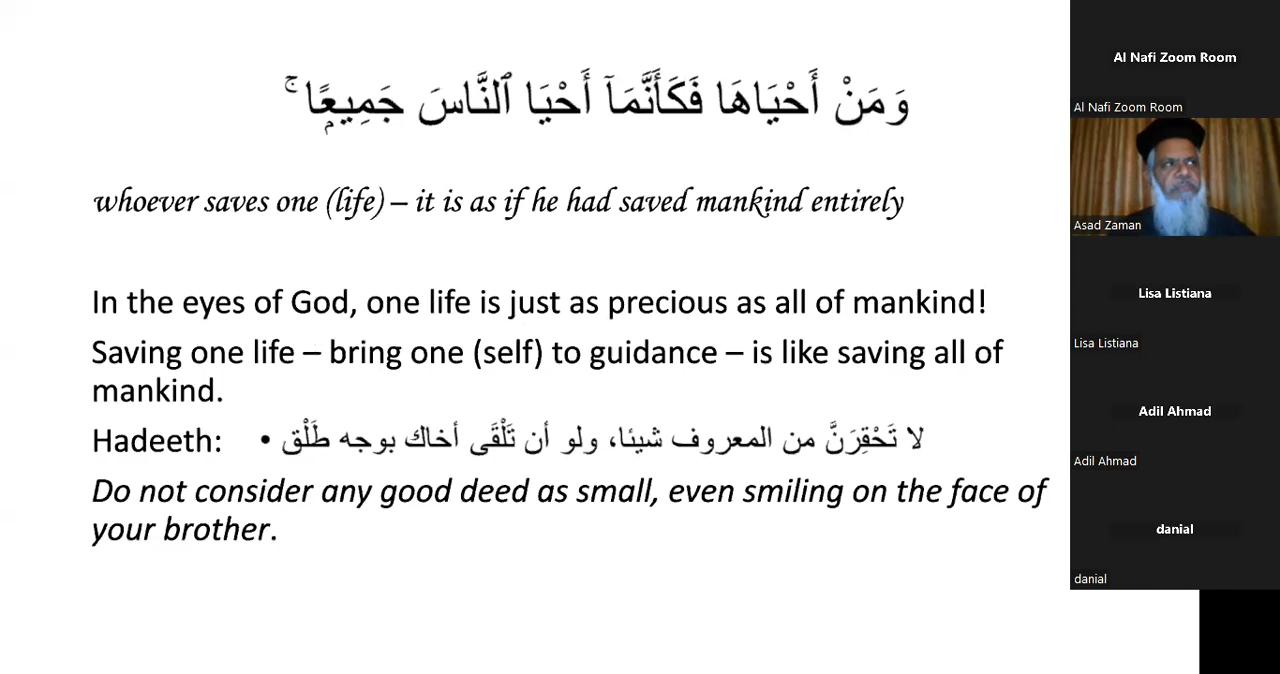 وَمَنْ أَحْيَاهَا فَكَأَنَّمَآ أَحْيَا ٱلنَّاسَ جَمِيعًۭا ۚ
whoever saves one (life) – it is as if he had saved mankind entirely
In the eyes of God, one life is just as precious as all of mankind!
Saving one life – bring one (self) to guidance – is like saving all of
mankind.
Hadeeth: • لا تَحْقِرَنَّ من المعروف شيئا، ولو أن تَلْقَى أخاك بوجه طَلْق
Do not consider any good deed as small, even smiling on the face of
your brother.
Al Nafi Zoom Room
Al Nafi Zoom Room
Asad Zaman
Lisa Listiana
Lisa Listiana
Adil Ahmad
Adil Ahmad
danial
danial